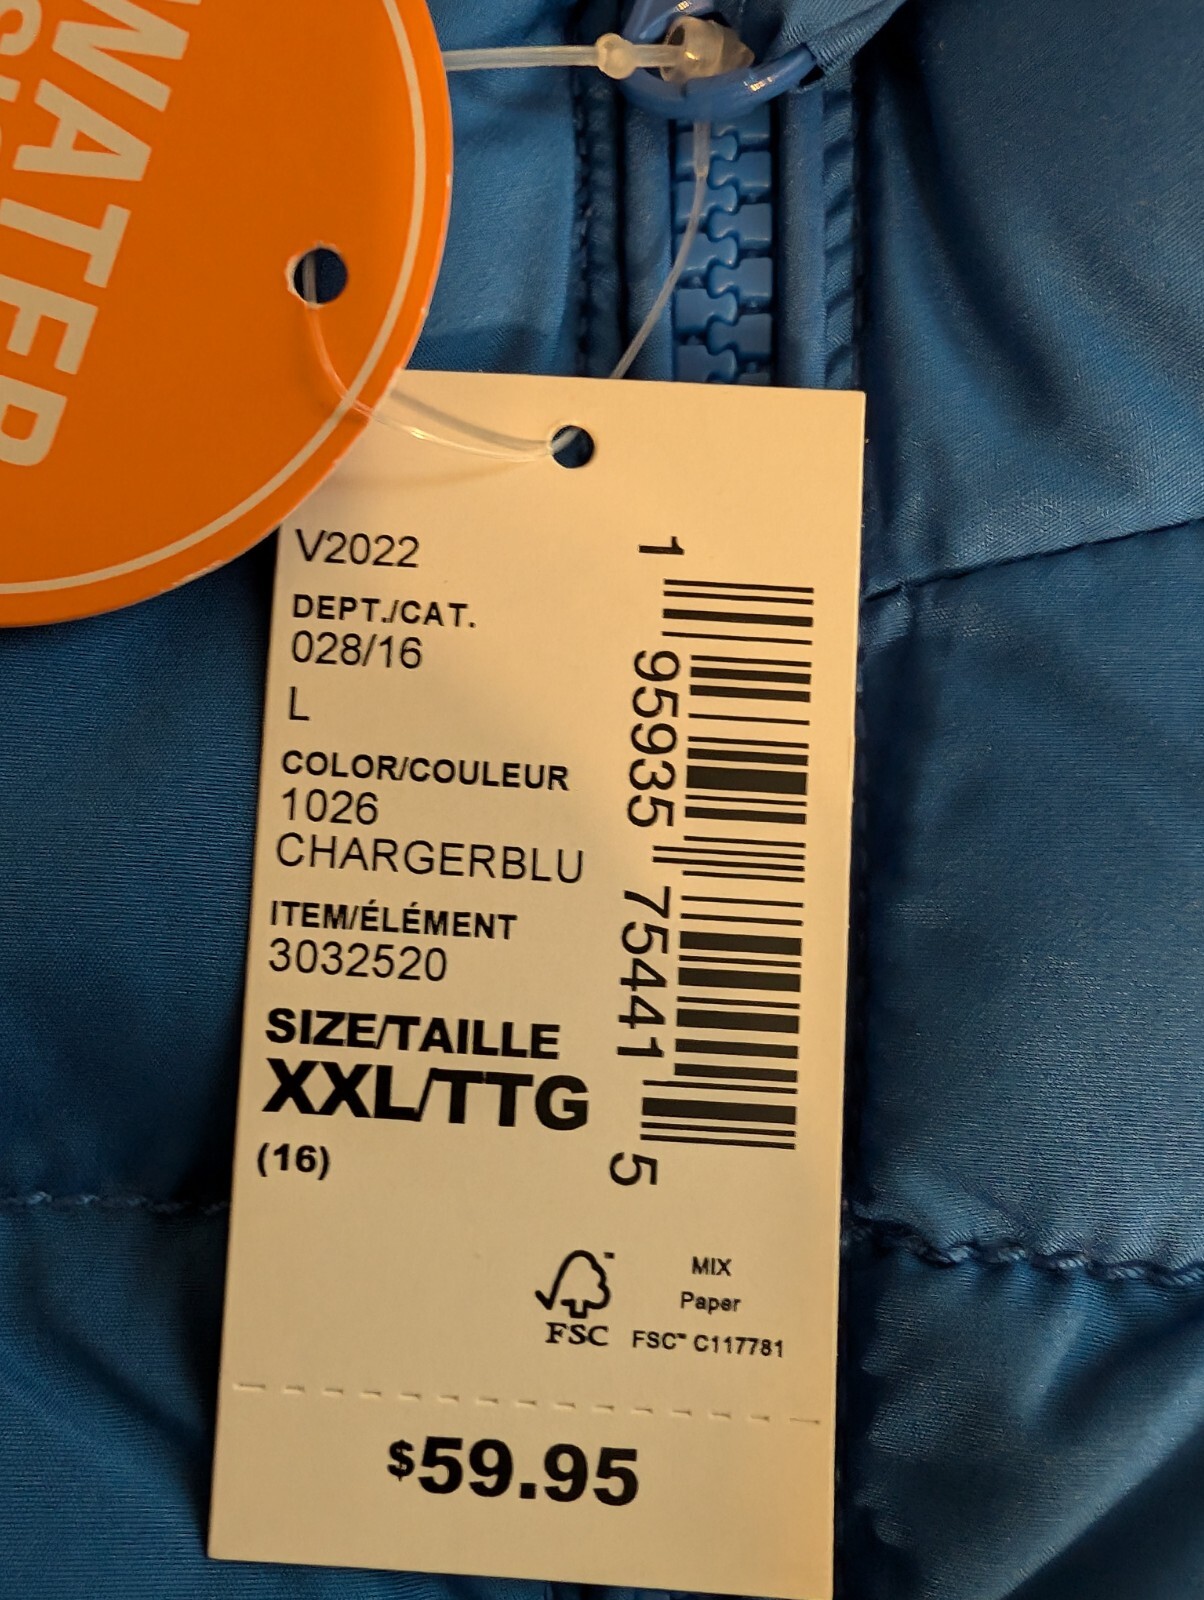 WATER
V2022
DEPT./CAT.
028/16
L
COLOR/COULEUR
1026
CHARGERBLU
ITEM/ÉLÉMENT
3032520
SIZE/TAILLE
XXL/TTG
(16)
1 95935 75441 5
FSC™
MIX
Paper
FSC™ C117781
$59.95